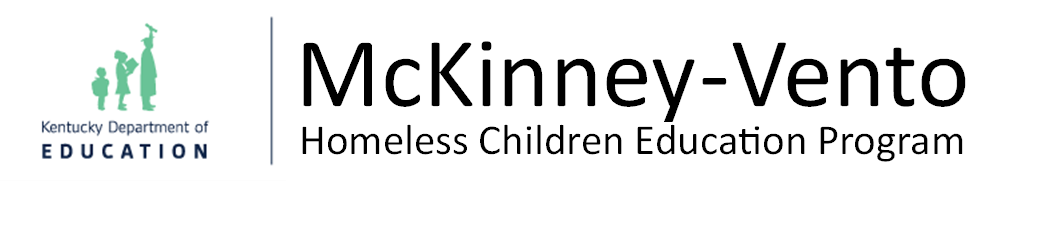 Kentucky Department of
EDUCATION
McKinney-Vento
Homeless Children Education Program